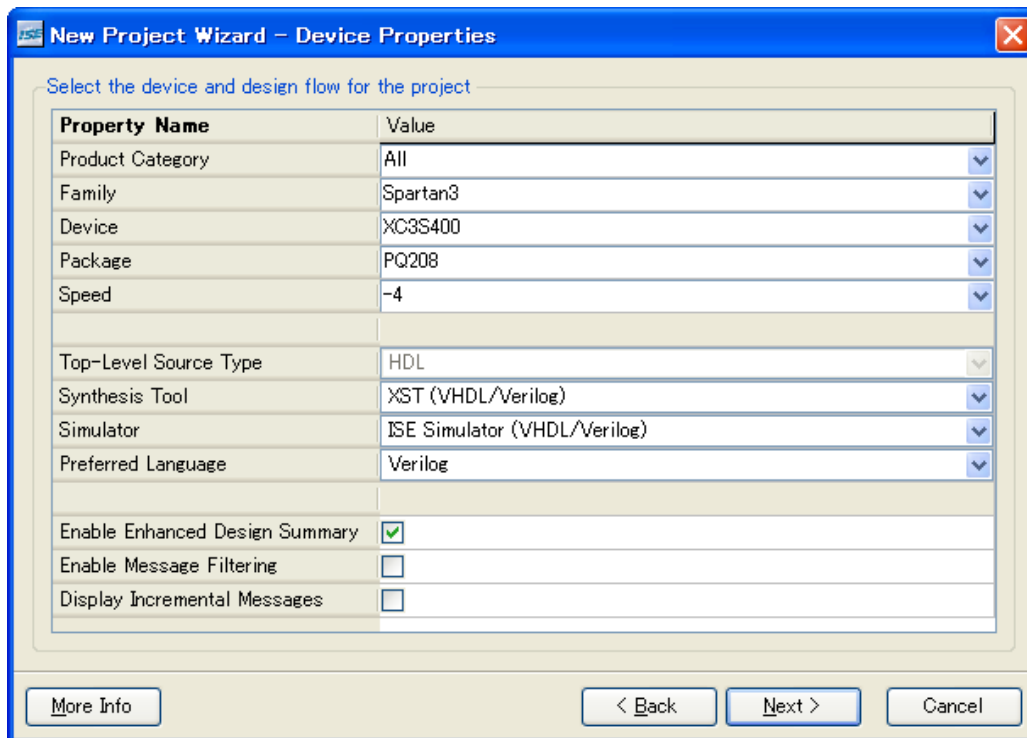 ISE New Project Wizard - Device Properties
Select the device and design flow for the project
Property Name Value
Product Category All
Family Spartan3
Device XC3S400
Package PQ208
Speed -4
Top-Level Source Type HDL
Synthesis Tool XST (VHDL/Verilog)
Simulator ISE Simulator (VHDL/Verilog)
Preferred Language Verilog
Enable Enhanced Design Summary
Enable Message Filtering
Display Incremental Messages
More Info < Back Next > Cancel